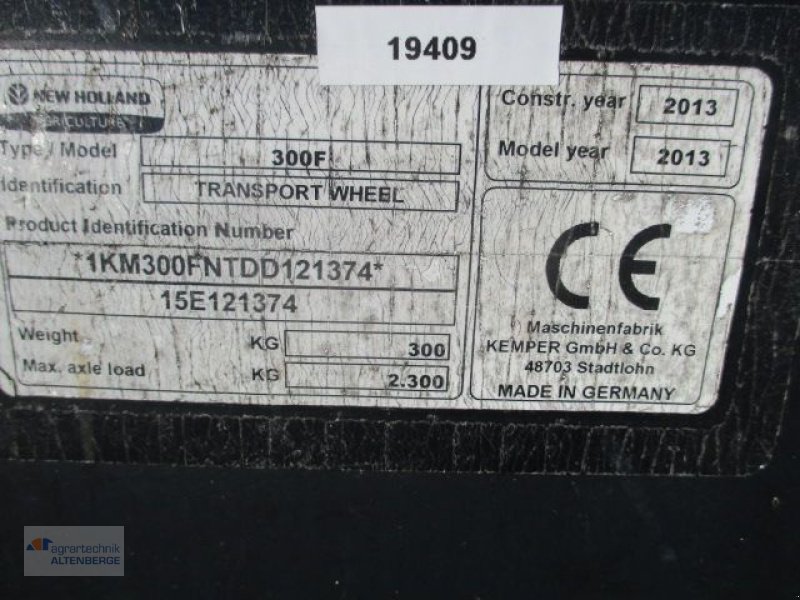 19409
NEW HOLLAND
AGRICULTURE
Type / Model 300F
Identification TRANSPORT WHEEL
Product Identification Number
*1KM300FNTDD121374*
15E121374
Weight KG 300
Max. axle load KG 2.300
Constr. year 2013
Model year 2013
CE
Maschinenfabrik
KEMPER GmbH & Co. KG
48703 Stadtlohn
MADE IN GERMANY
agrartechnik
ALTENBERGE